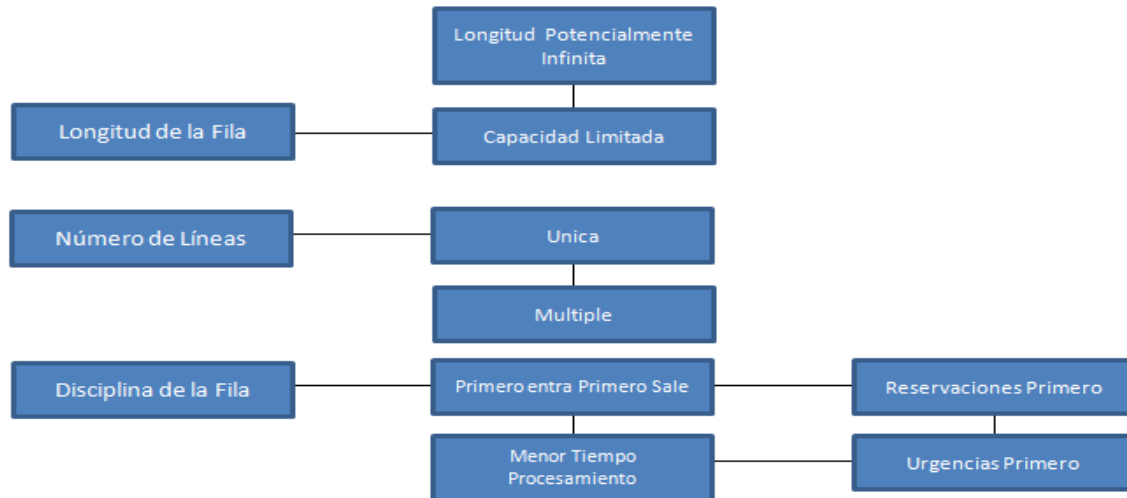 Longitud Potencialmente
Infinita
Longitud de la Fila
Capacidad Limitada
Número de Líneas
Unica
Multiple
Disciplina de la Fila
Primero entra Primero Sale
Reservaciones Primero
Menor Tiempo
Procesamiento
Urgencias Primero